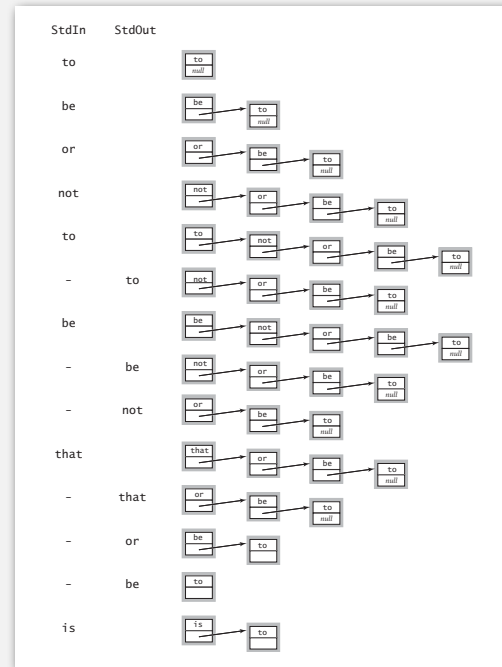 StdIn StdOut
to to
null
be be to
null
or or be to
null
not not or be to
null
to to not or be to
null
- to not or be to
null
be be not or be to
null
- be not or be to
null
- not or be to
null
that that or be to
null
- that or be to
null
- or be to
- be to
is is to